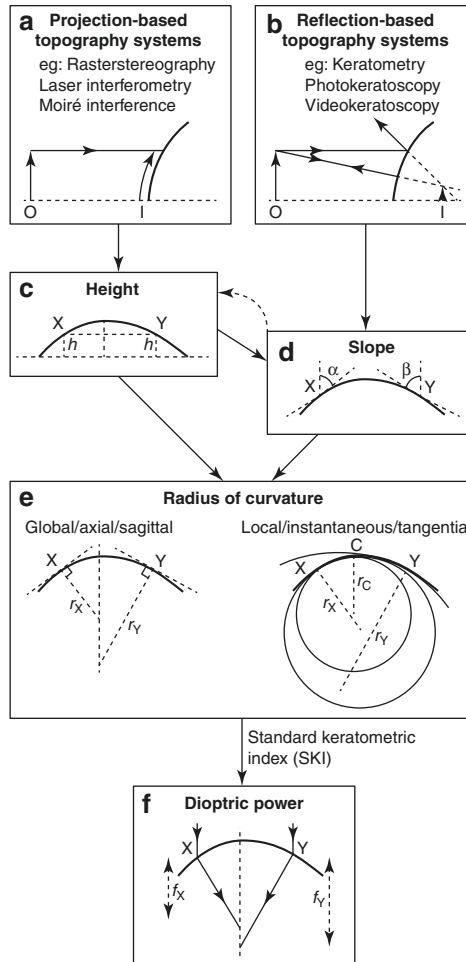 a Projection-based
topography systems
eg: Rasterstereography
Laser interferometry
Moiré interference
O I
b Reflection-based
topography systems
eg: Keratometry
Photokeratoscopy
Videokeratoscopy
O I
c Height
X Y
h h
d Slope
α β
X Y
e Radius of curvature
Global/axial/sagittal
X Y
rX
rY
Local/instantaneous/tangential
C
X Y
rC
rX
rY
Standard keratometric
index (SKI)
f Dioptric power
X Y
fX fY